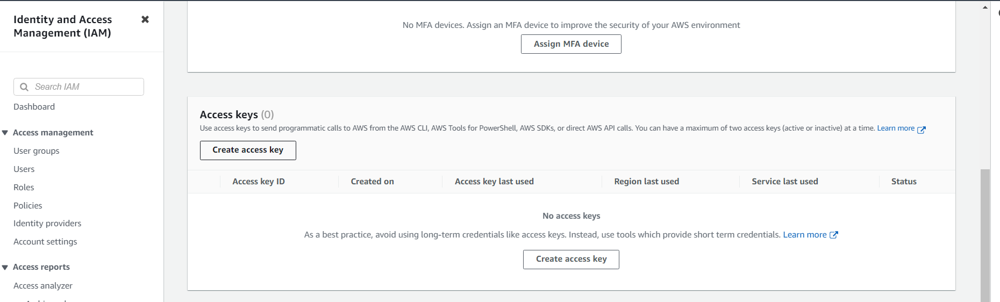 Identity and Access
Management (IAM)
Search IAM
Dashboard
Access management
User groups
Users
Roles
Policies
Identity providers
Account settings
Access reports
Access analyzer
No MFA devices. Assign an MFA device to improve the security of your AWS environment
Assign MFA device
Access keys (0)
Use access keys to send programmatic calls to AWS from the AWS CLI, AWS Tools for PowerShell, AWS SDKs, or direct AWS API calls. You can have a maximum of two access keys (active or inactive) at a time. Learn more
Create access key
Access key ID Created on Access key last used Region last used Service last used Status
No access keys
As a best practice, avoid using long-term credentials like access keys. Instead, use tools which provide short term credentials. Learn more
Create access key